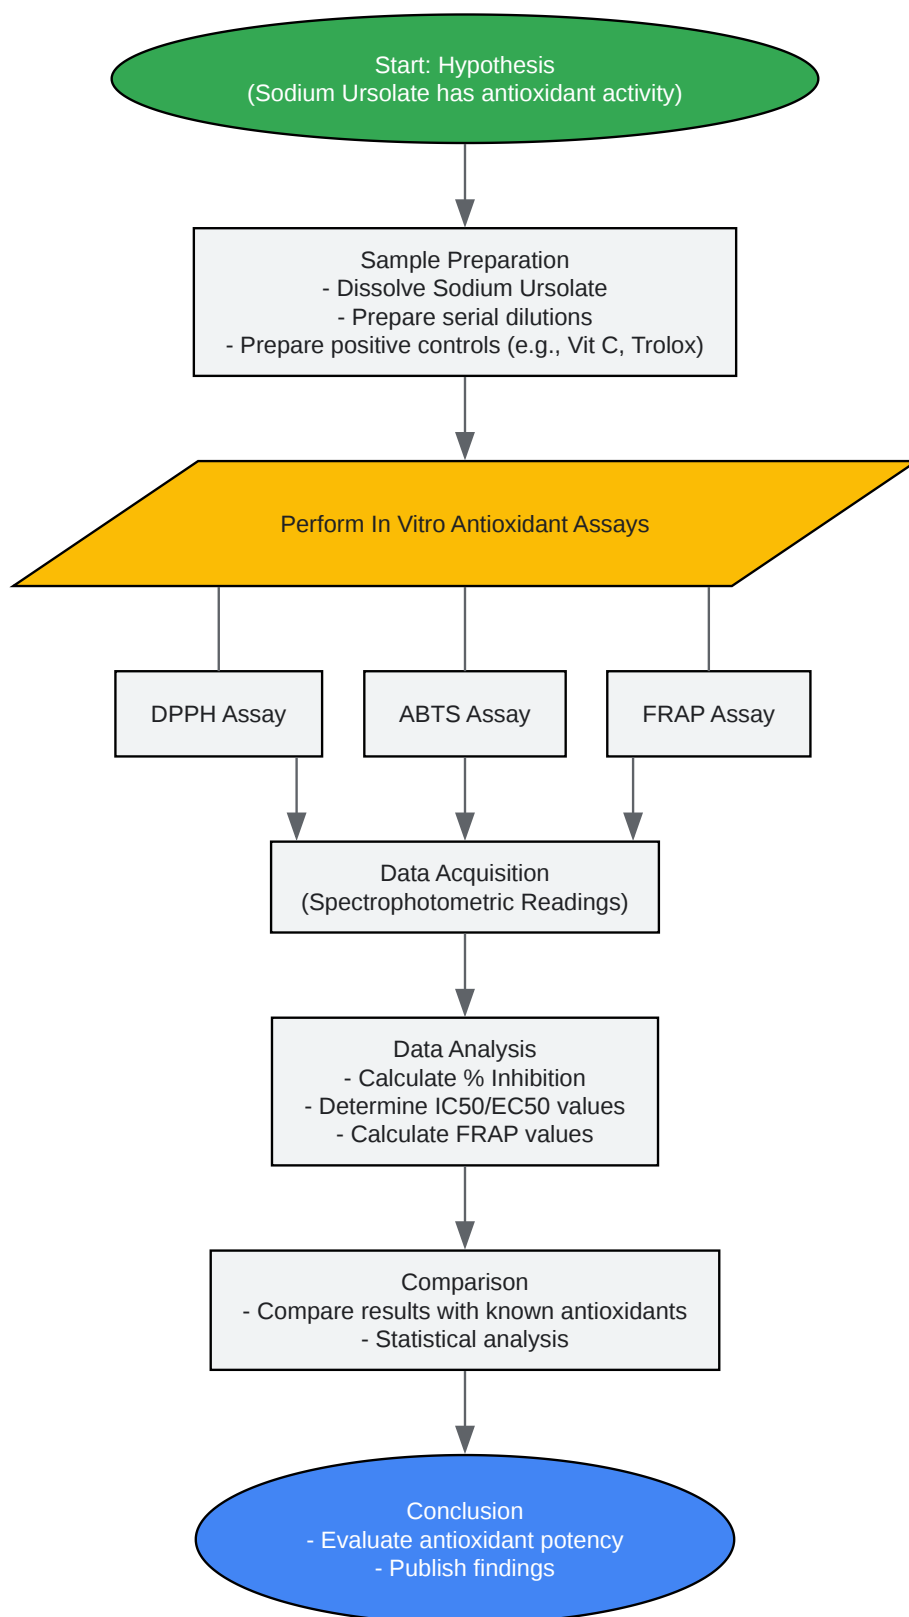 Start: Hypothesis
(Sodium Ursolate has antioxidant activity)
Sample Preparation
- Dissolve Sodium Ursolate
- Prepare serial dilutions
- Prepare positive controls (e.g., Vit C, Trolox)
Perform In Vitro Antioxidant Assays
DPPH Assay
ABTS Assay
FRAP Assay
Data Acquisition
(Spectrophotometric Readings)
Data Analysis
- Calculate % Inhibition
- Determine IC50/EC50 values
- Calculate FRAP values
Comparison
- Compare results with known antioxidants
- Statistical analysis
Conclusion
- Evaluate antioxidant potency
- Publish findings